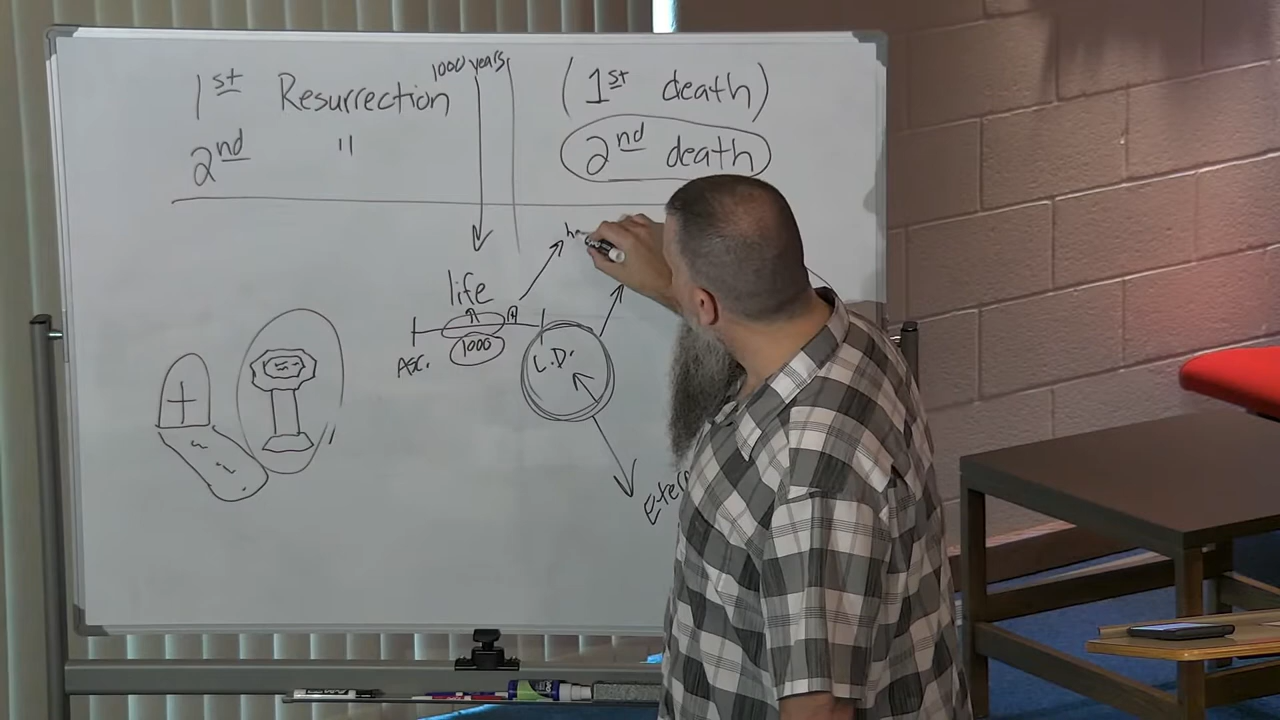 1st Resurrection
1000 years
(1st death)
2nd "
2nd death
life
1000
Asc.
L.D.